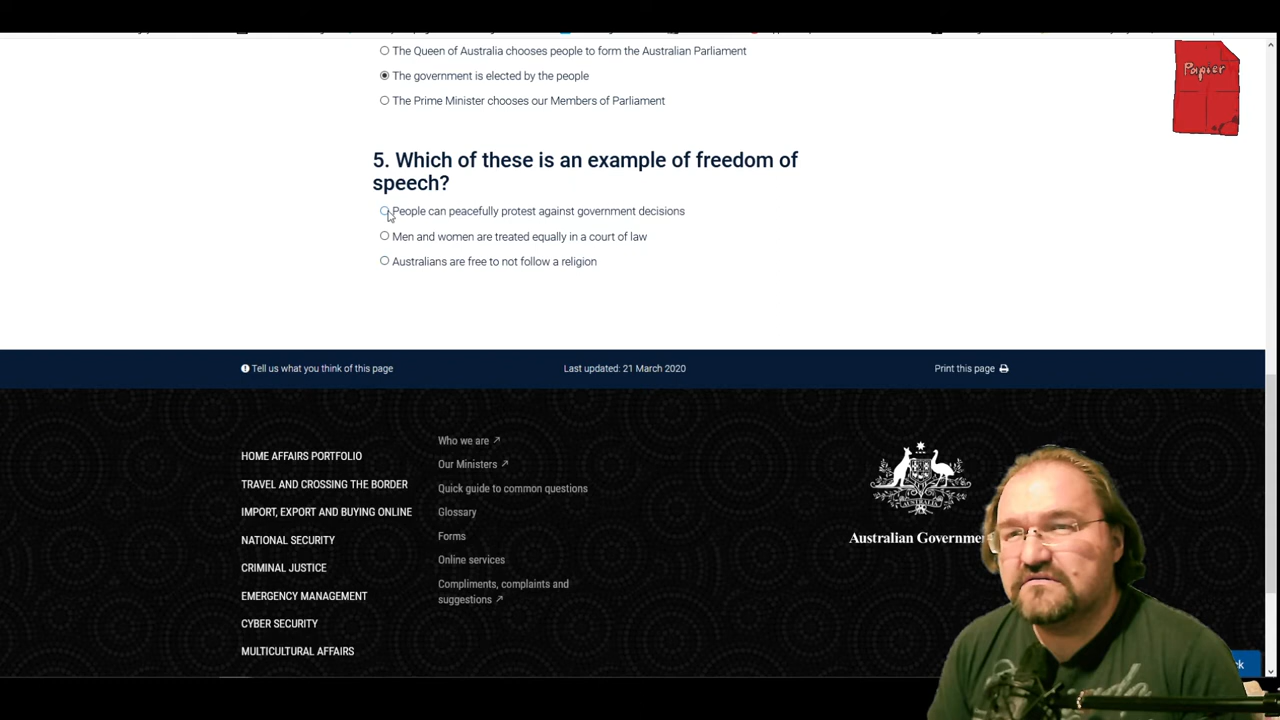 The Queen of Australia chooses people to form the Australian Parliament
The government is elected by the people
The Prime Minister chooses our Members of Parliament
Papier
5. Which of these is an example of freedom of
speech?
People can peacefully protest against government decisions
Men and women are treated equally in a court of law
Australians are free to not follow a religion
Tell us what you think of this page
Last updated: 21 March 2020
Print this page
HOME AFFAIRS PORTFOLIO
TRAVEL AND CROSSING THE BORDER
IMPORT, EXPORT AND BUYING ONLINE
NATIONAL SECURITY
CRIMINAL JUSTICE
EMERGENCY MANAGEMENT
CYBER SECURITY
MULTICULTURAL AFFAIRS
Who we are
Our Ministers
Quick guide to common questions
Glossary
Forms
Online services
Compliments, complaints and
suggestions
Australian